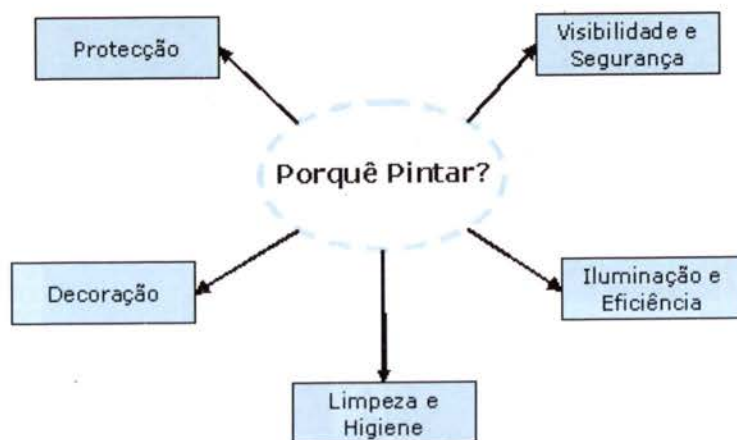 Protecção
Visibilidade e
Segurança
Porquê Pintar?
Decoração
Iluminação e
Eficiência
Limpeza e
Higiene